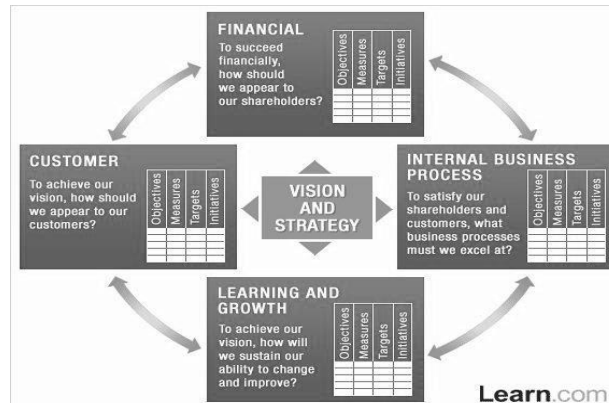 FINANCIAL
To succeed
financially,
how should
we appear to
our shareholders?
Objectives
Measures
Targets
Initiatives
CUSTOMER
To achieve our
vision, how should
we appear to our
customers?
Objectives
Measures
Targets
Initiatives
VISION
AND
STRATEGY
INTERNAL BUSINESS
PROCESS
To satisfy our
shareholders and
customers, what
business processes
must we excel at?
Objectives
Measures
Targets
Initiatives
LEARNING AND
GROWTH
To achieve our
vision, how will
we sustain our
ability to change
and improve?
Objectives
Measures
Targets
Initiatives
Learn.com